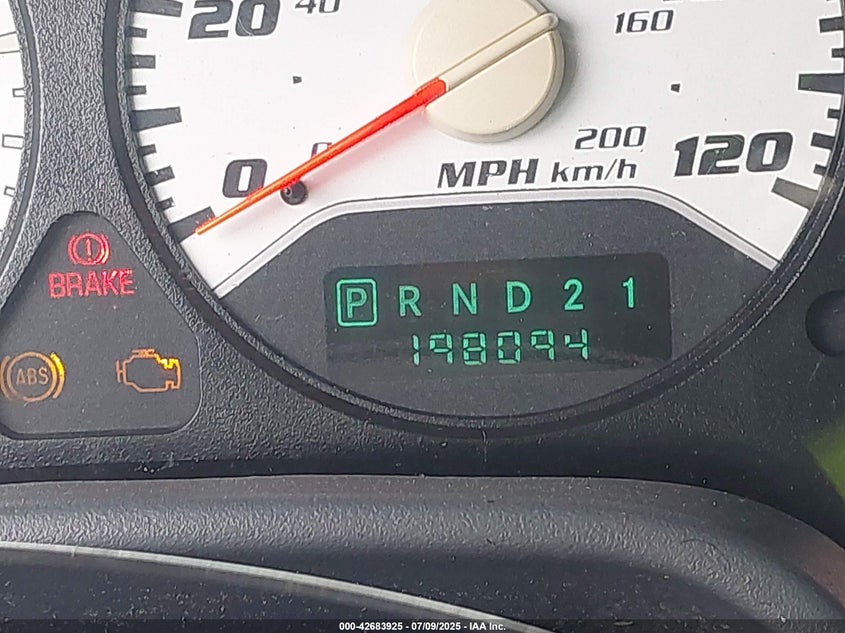 20 40 160
0 0 200 120
MPH km/h
BRAKE
P R N D 2 1
198094
ABS
000-42683925 - 07/09/2025 - IAA Inc.